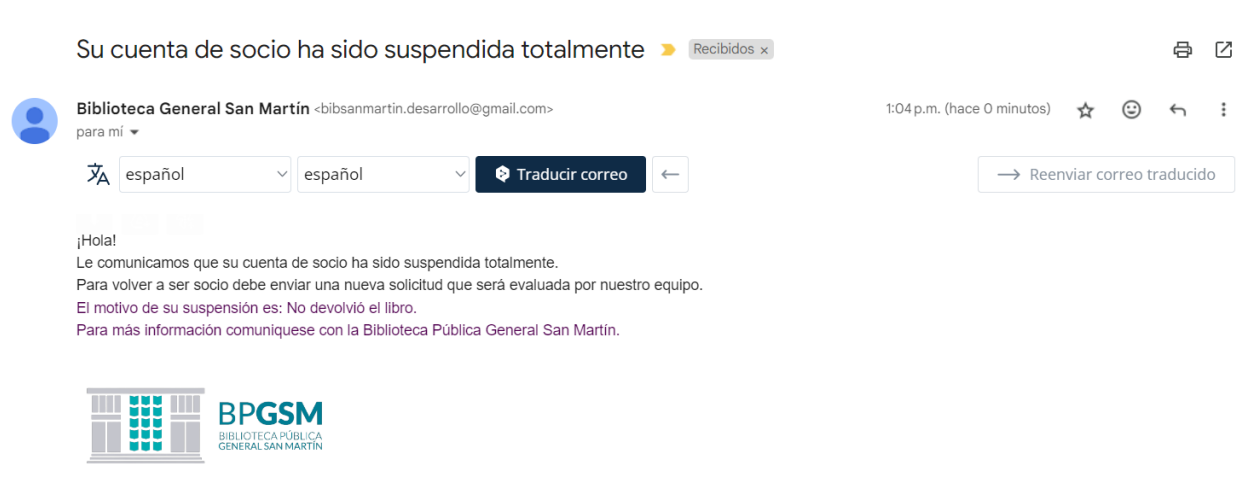 Su cuenta de socio ha sido suspendida totalmente Recibidos x
Biblioteca General San Martín <bibsanmartin.desarrollo@gmail.com> 1:04 p.m. (hace 0 minutos)
para mí
español español Traducir correo ← → Reenviar correo traducido
¡Hola!
Le comunicamos que su cuenta de socio ha sido suspendida totalmente.
Para volver a ser socio debe enviar una nueva solicitud que será evaluada por nuestro equipo.
El motivo de su suspensión es: No devolvió el libro.
Para más información comuniquese con la Biblioteca Pública General San Martín.
BPGSM
BIBLIOTECA PÚBLICA
GENERAL SAN MARTÍN